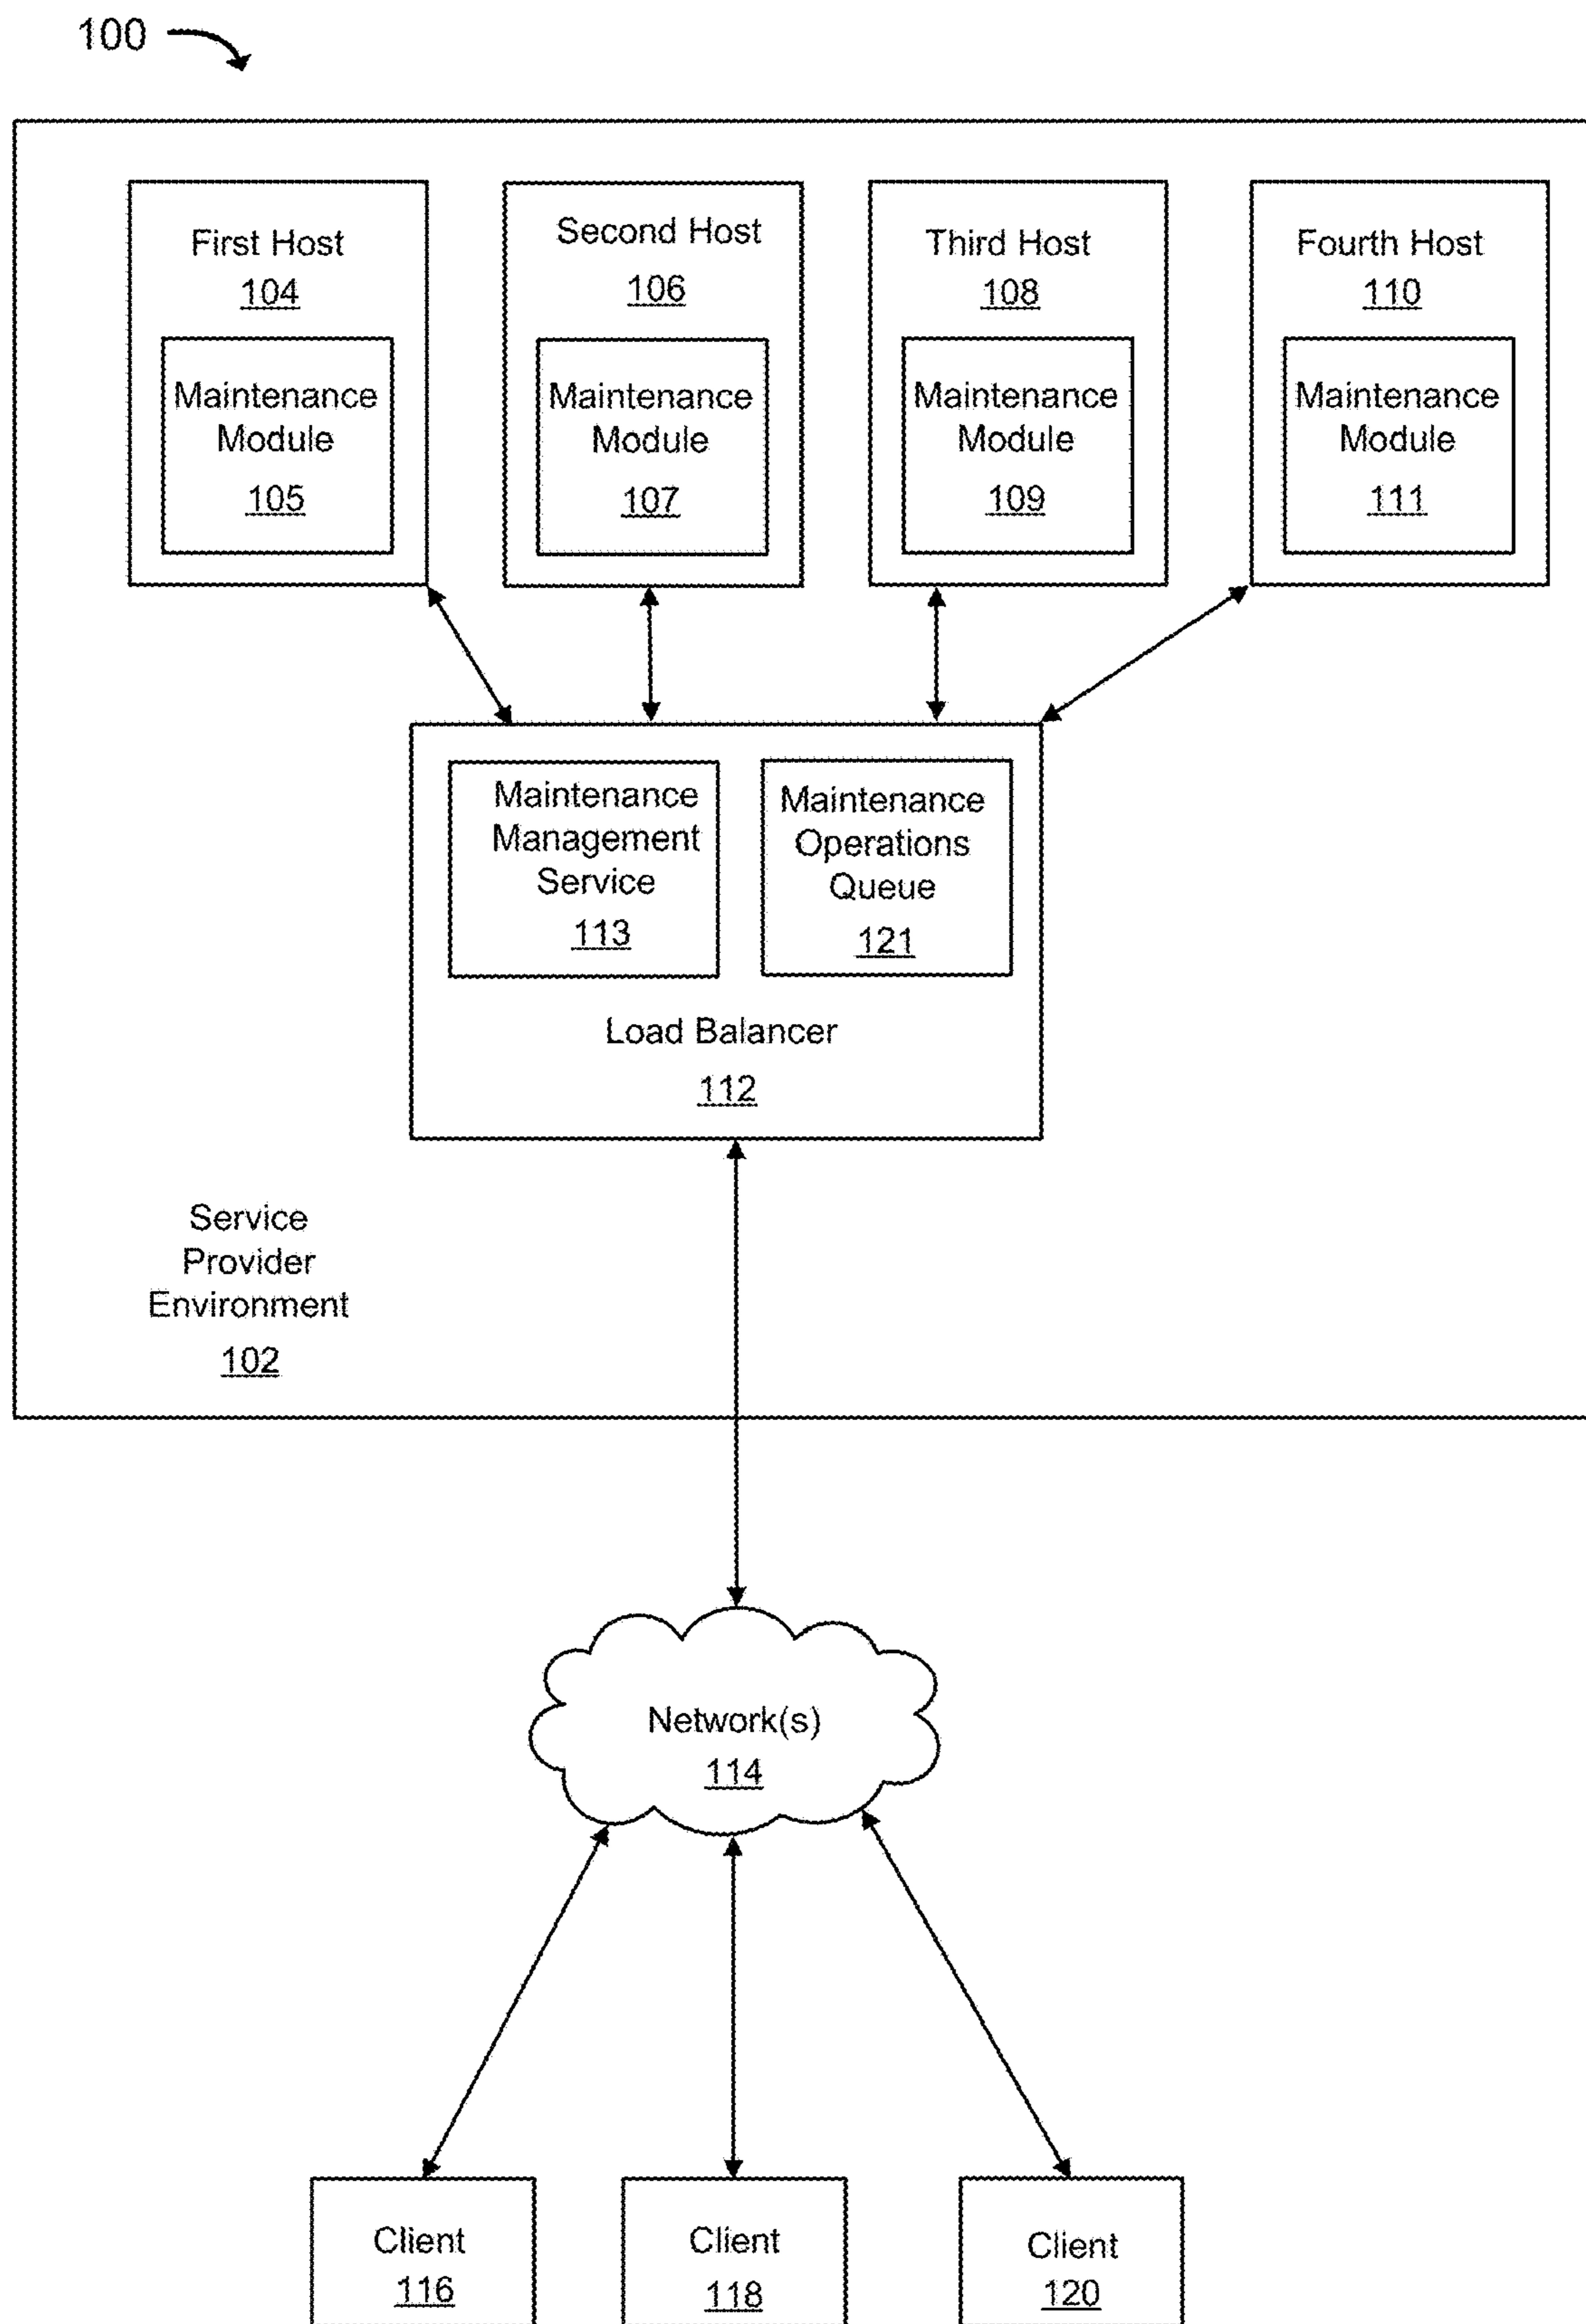 100
First Host
104
Maintenance
Module
105
Second Host
106
Maintenance
Module
107
Third Host
108
Maintenance
Module
109
Fourth Host
110
Maintenance
Module
111
Maintenance
Management
Service
113
Maintenance
Operations
Queue
121
Load Balancer
112
Service
Provider
Environment
102
Network(s)
114
Client
116
Client
118
Client
120